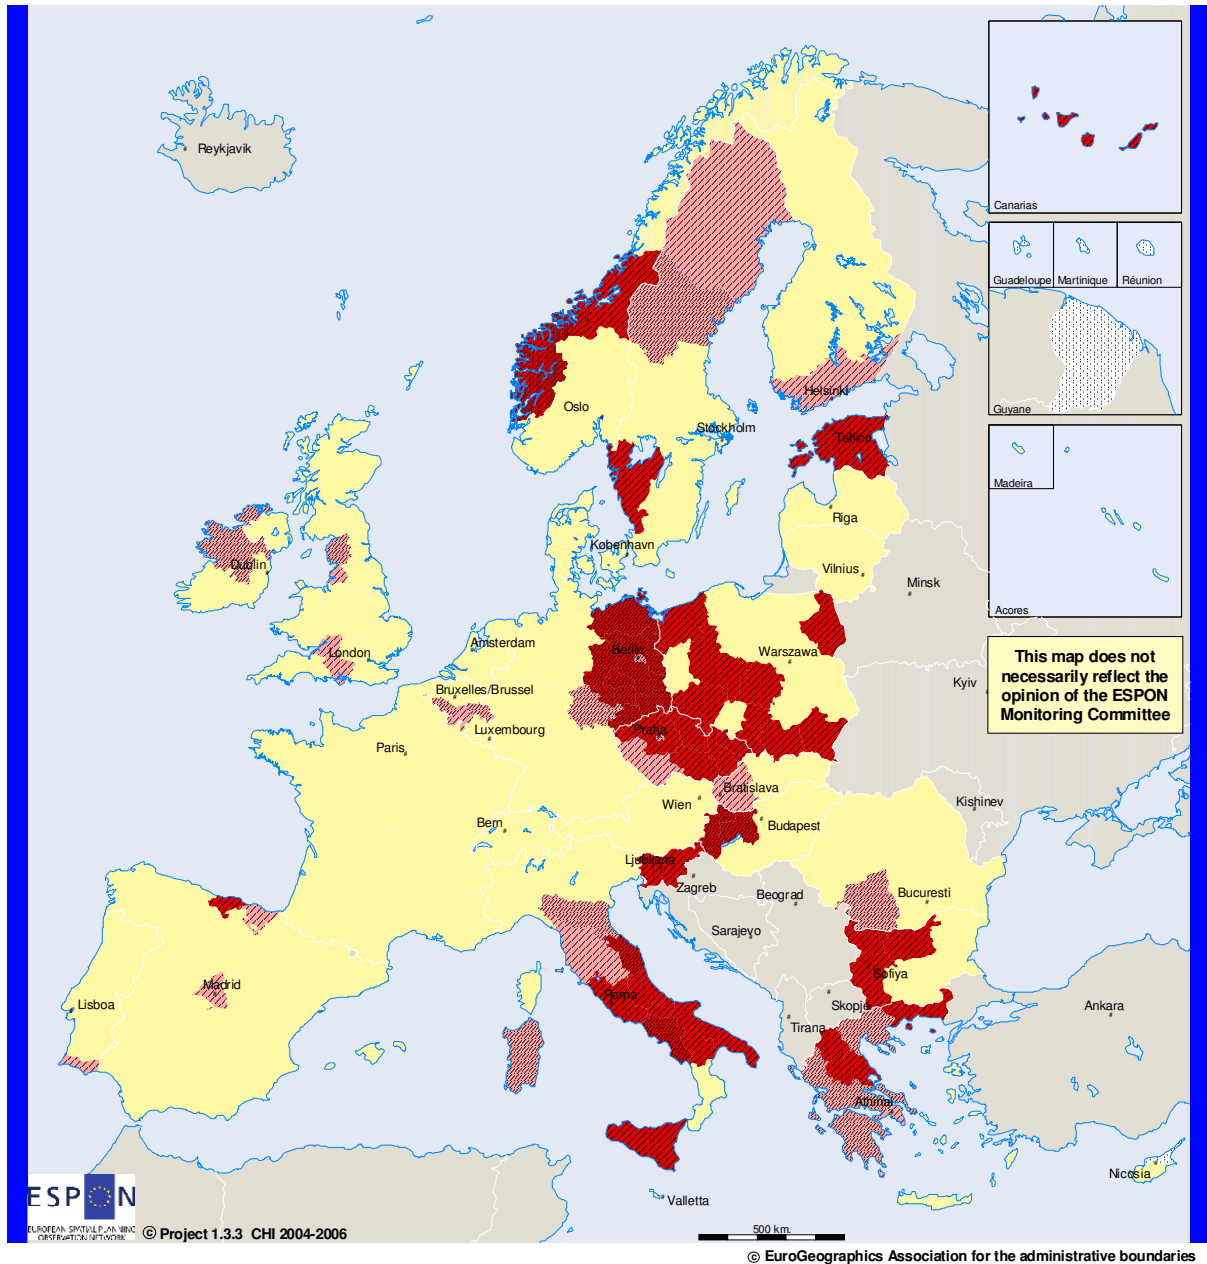 Reykjavik
Canarias
Guadeloupe
Martinique
Réunion
Guyane
Helsinki
Oslo
Stockholm
Tallinn
Madeira
Riga
København
Dublin
Vilnius
Minsk
Acores
Amsterdam
London
Berlin
Warszawa
This map does not
necessarily reflect the
opinion of the ESPON
Monitoring Committee
Kyiv
Bruxelles/Brussel
Luxembourg
Praha
Paris
Bratislava
Wien
Kishinev
Bern
Budapest
Ljubljana
Zagreb
Beograd
Bucuresti
Sarajevo
Sofiya
Madrid
Roma
Lisboa
Skopje
Ankara
Tirana
Athinai
Nicosia
Valletta
ESPON
EUROPEAN SPATIAL PLANNING
OBSERVATION NETWORK
© Project 1.3.3 CHI 2004-2006
500 km.
© EuroGeographics Association for the administrative boundaries